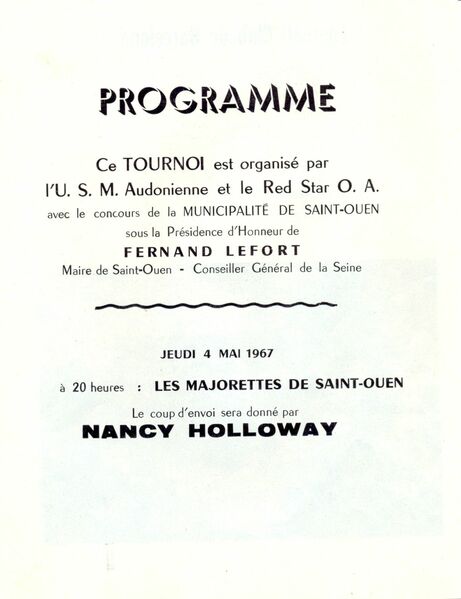 PROGRAMME
Ce TOURNOI est organisé par
l'U. S. M. Audonienne et le Red Star O. A.
avec le concours de la MUNICIPALITÉ DE SAINT-OUEN
sous la Présidence d'Honneur de
FERNAND LEFORT
Maire de Saint-Ouen - Conseiller Général de la Seine
JEUDI 4 MAI 1967
à 20 heures : LES MAJORETTES DE SAINT-OUEN
Le coup d'envoi sera donné par
NANCY HOLLOWAY